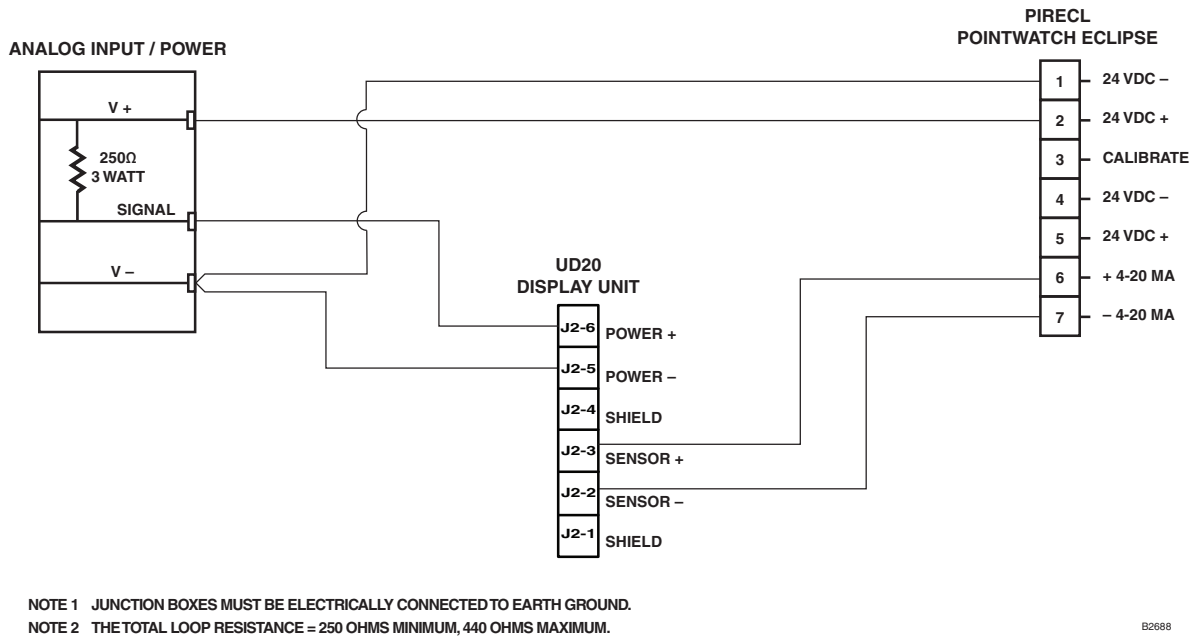 PIRECL
POINTWATCH ECLIPSE
ANALOG INPUT / POWER
V +
250Ω
3 WATT
SIGNAL
V –
1 24 VDC –
2 24 VDC +
3 CALIBRATE
4 24 VDC –
5 24 VDC +
6 + 4-20 MA
7 – 4-20 MA
UD20
DISPLAY UNIT
J2-6 POWER +
J2-5 POWER –
J2-4 SHIELD
J2-3 SENSOR +
J2-2 SENSOR –
J2-1 SHIELD
NOTE 1 JUNCTION BOXES MUST BE ELECTRICALLY CONNECTED TO EARTH GROUND.
NOTE 2 THE TOTAL LOOP RESISTANCE = 250 OHMS MINIMUM, 440 OHMS MAXIMUM.
B2688